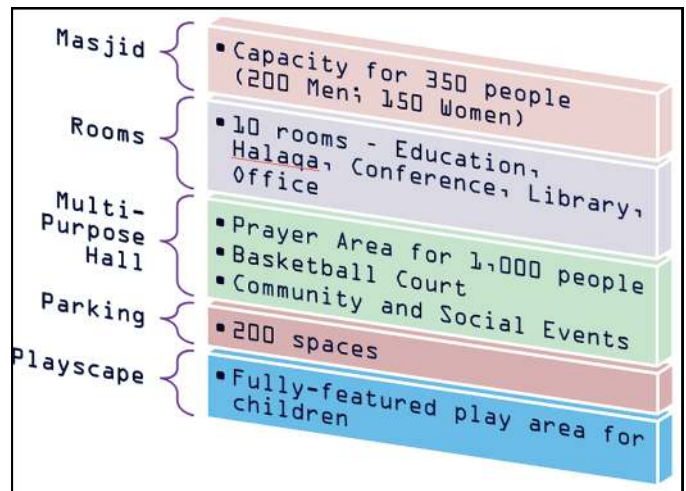 Masjid
• Capacity for 350 people
(200 Men; 150 Women)
Rooms
• 10 rooms - Education,
Halaqa, Conference, Library,
Office
Multi-
Purpose
Hall
• Prayer Area for 1,000 people
• Basketball Court
• Community and Social Events
Parking
• 200 spaces
Playscape
• Fully-featured play area for
children